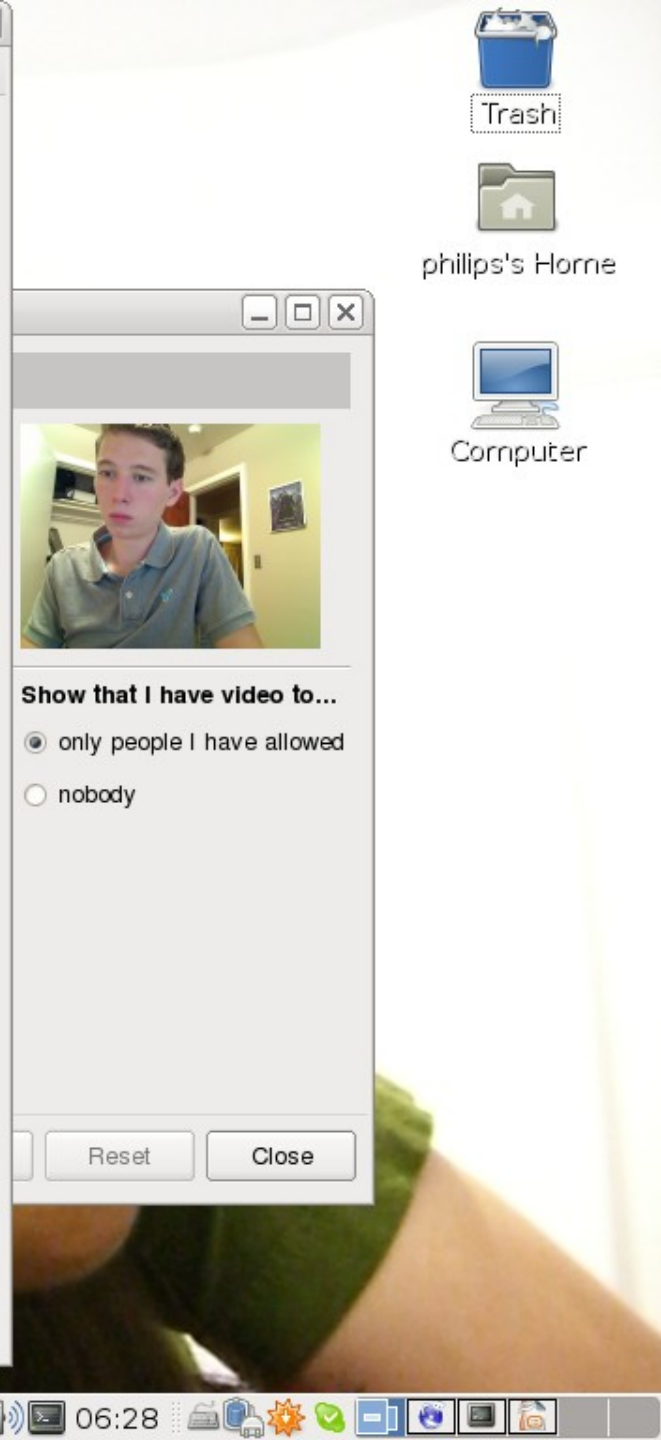 Trash
philips's Home
Computer
Show that I have video to...
only people I have allowed
nobody
Reset
Close
06:28